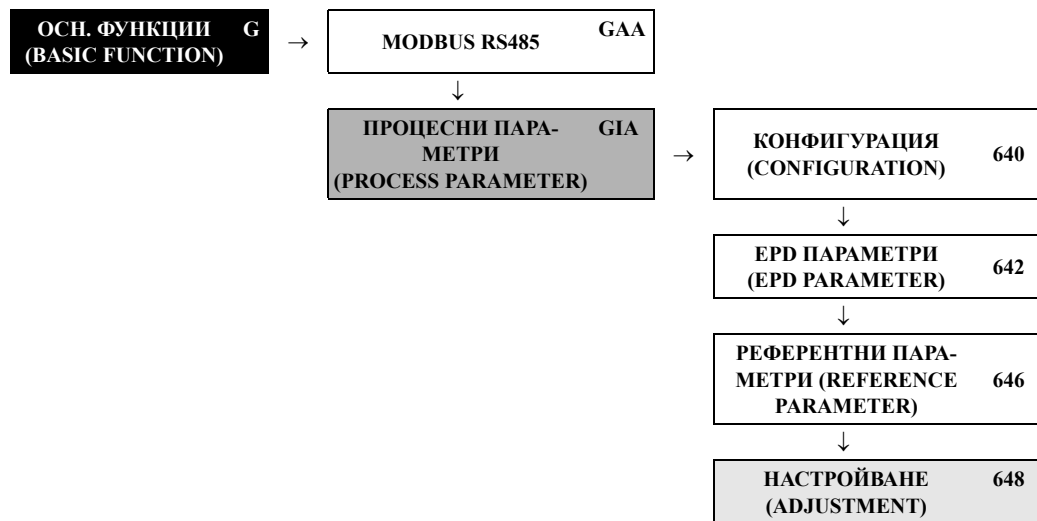 ОСН. ФУНКЦИИ G
(BASIC FUNCTION)
→
MODBUS RS485 GAA
↓
ПРОЦЕСНИ ПАРА- GIA
МЕТРИ
(PROCESS PARAMETER)
→
КОНФИГУРАЦИЯ
(CONFIGURATION) 640
↓
EPD ПАРАМЕТРИ
(EPD PARAMETER) 642
↓
РЕФЕРЕНТНИ ПАРА-
МЕТРИ (REFERENCE 646
PARAMETER)
↓
НАСТРОЙВАНЕ 648
(ADJUSTMENT)